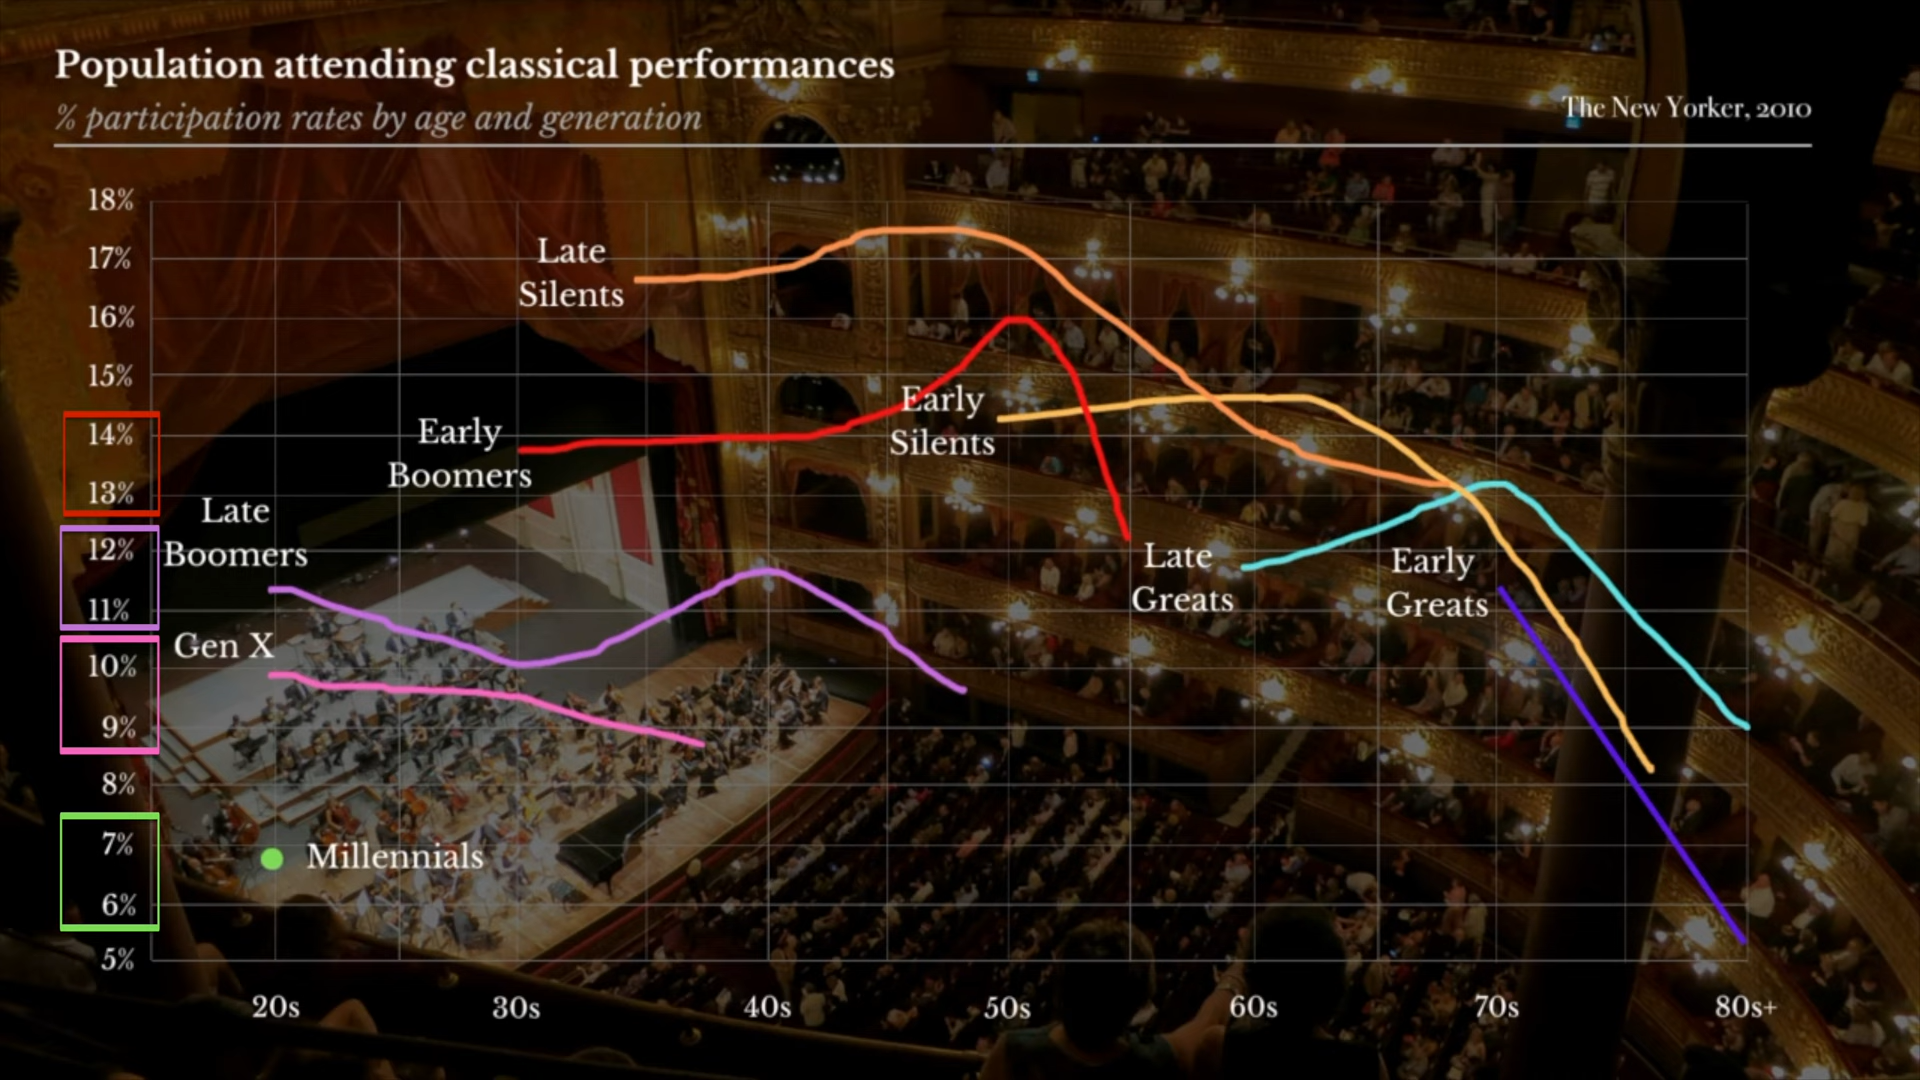 Population attending classical performances
% participation rates by age and generation
The New Yorker, 2010
18%
17%
16%
15%
14%
13%
12%
11%
10%
9%
8%
7%
6%
5%
Late
Silents
Early
Boomers
Early
Silents
Late
Boomers
Late
Greats
Early
Greats
Gen X
Millennials
20s
30s
40s
50s
60s
70s
80s+